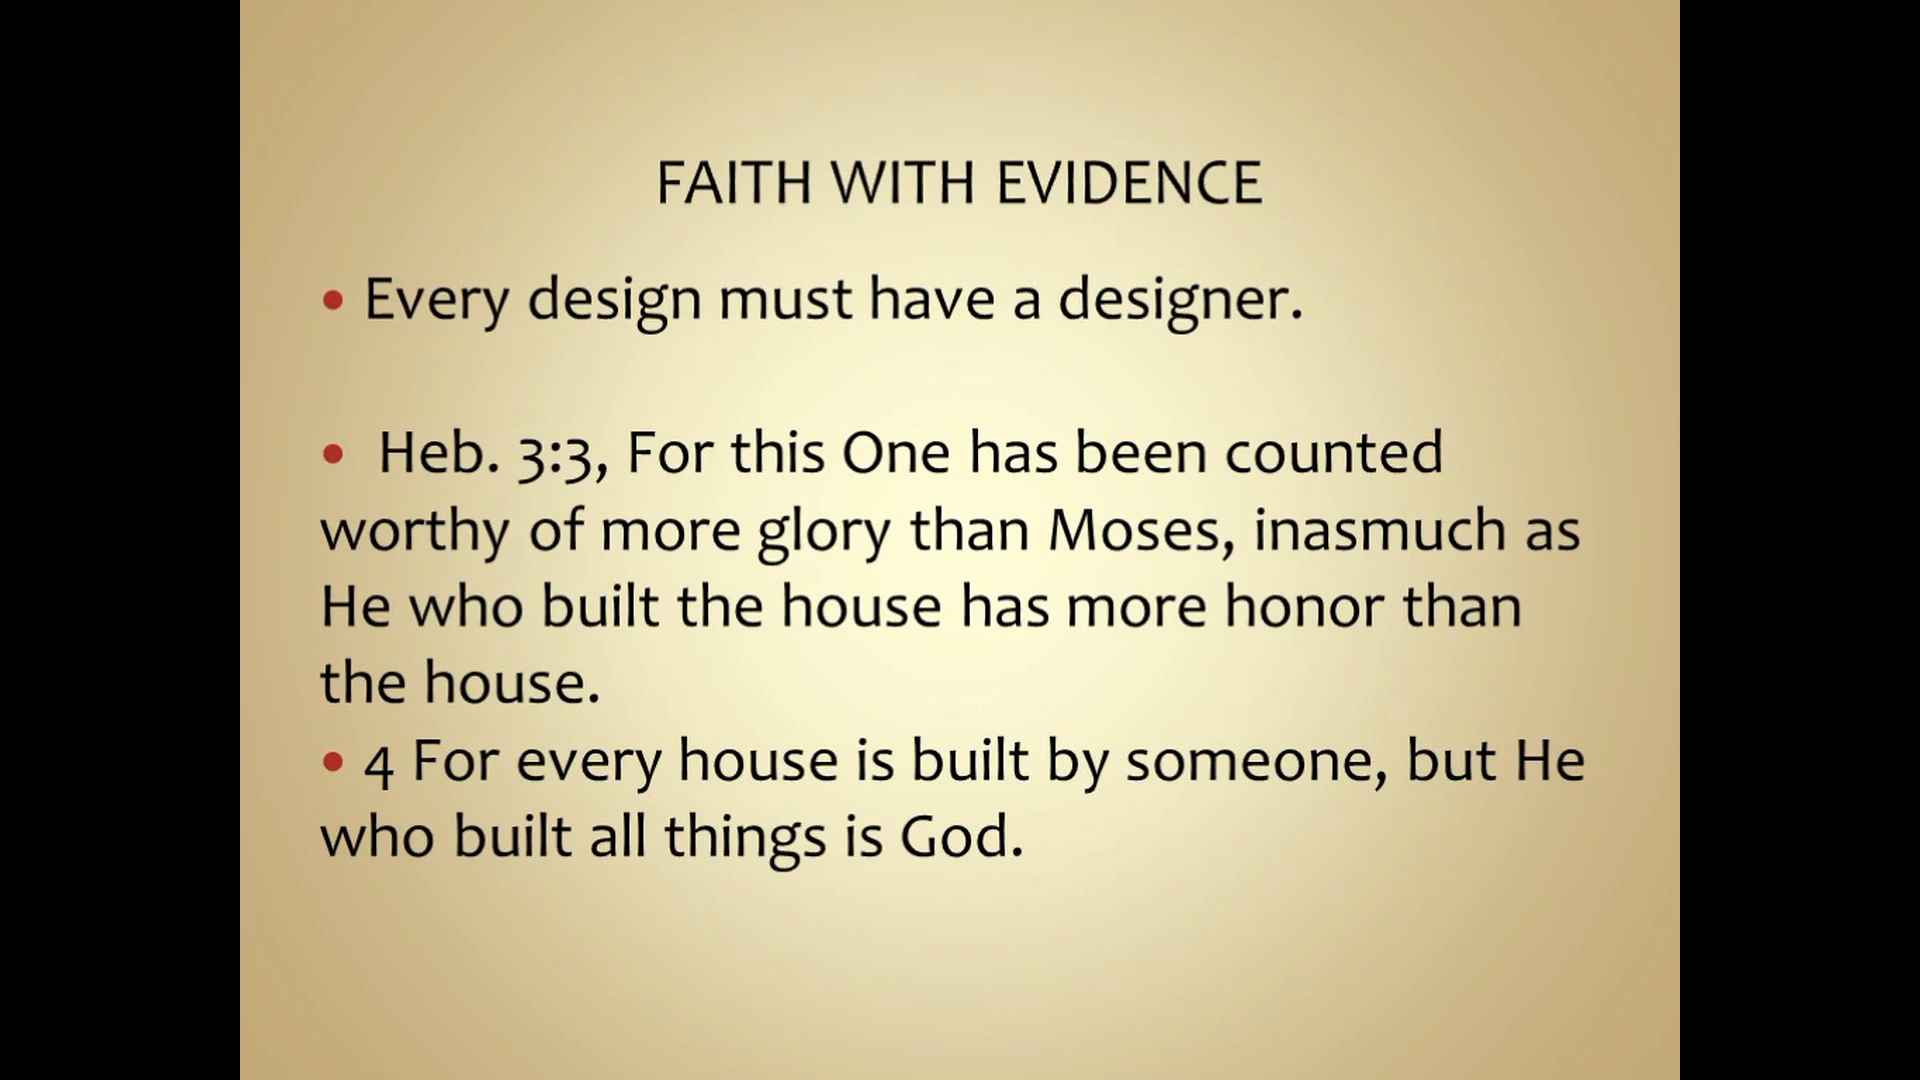 FAITH WITH EVIDENCE
• Every design must have a designer.
• Heb. 3:3, For this One has been counted
worthy of more glory than Moses, inasmuch as
He who built the house has more honor than
the house.
• 4 For every house is built by someone, but He
who built all things is God.